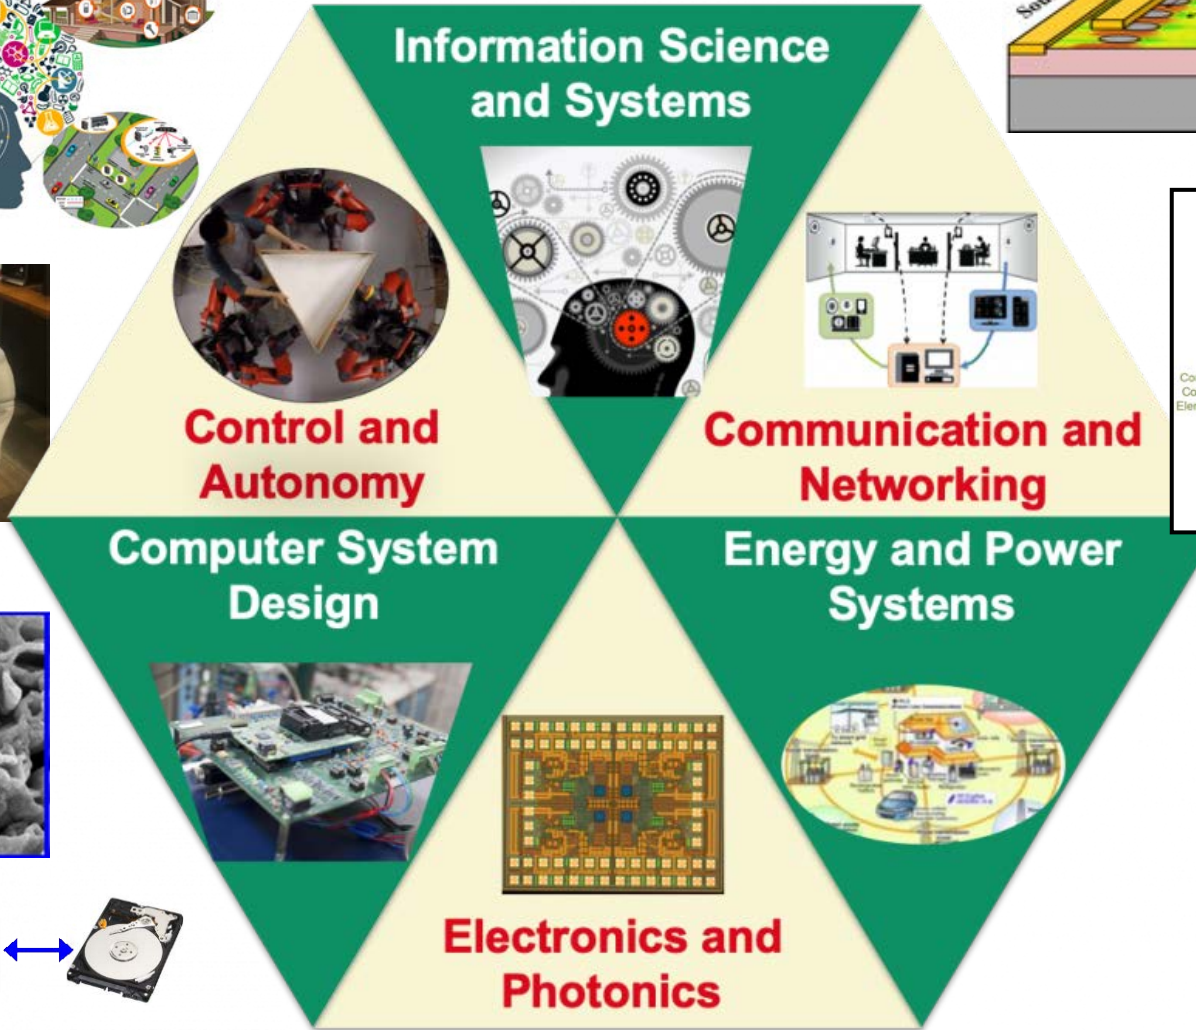 Information Science
and Systems
Control and
Autonomy
Communication and
Networking
Computer System
Design
Energy and Power
Systems
Electronics and
Photonics